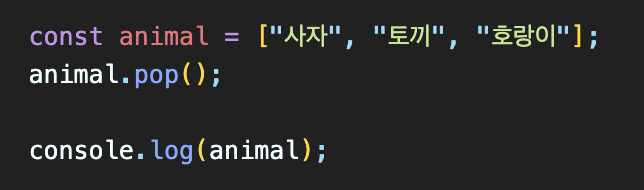 const animal = ["사자", "토끼", "호랑이"];
animal.pop();
console.log(animal);